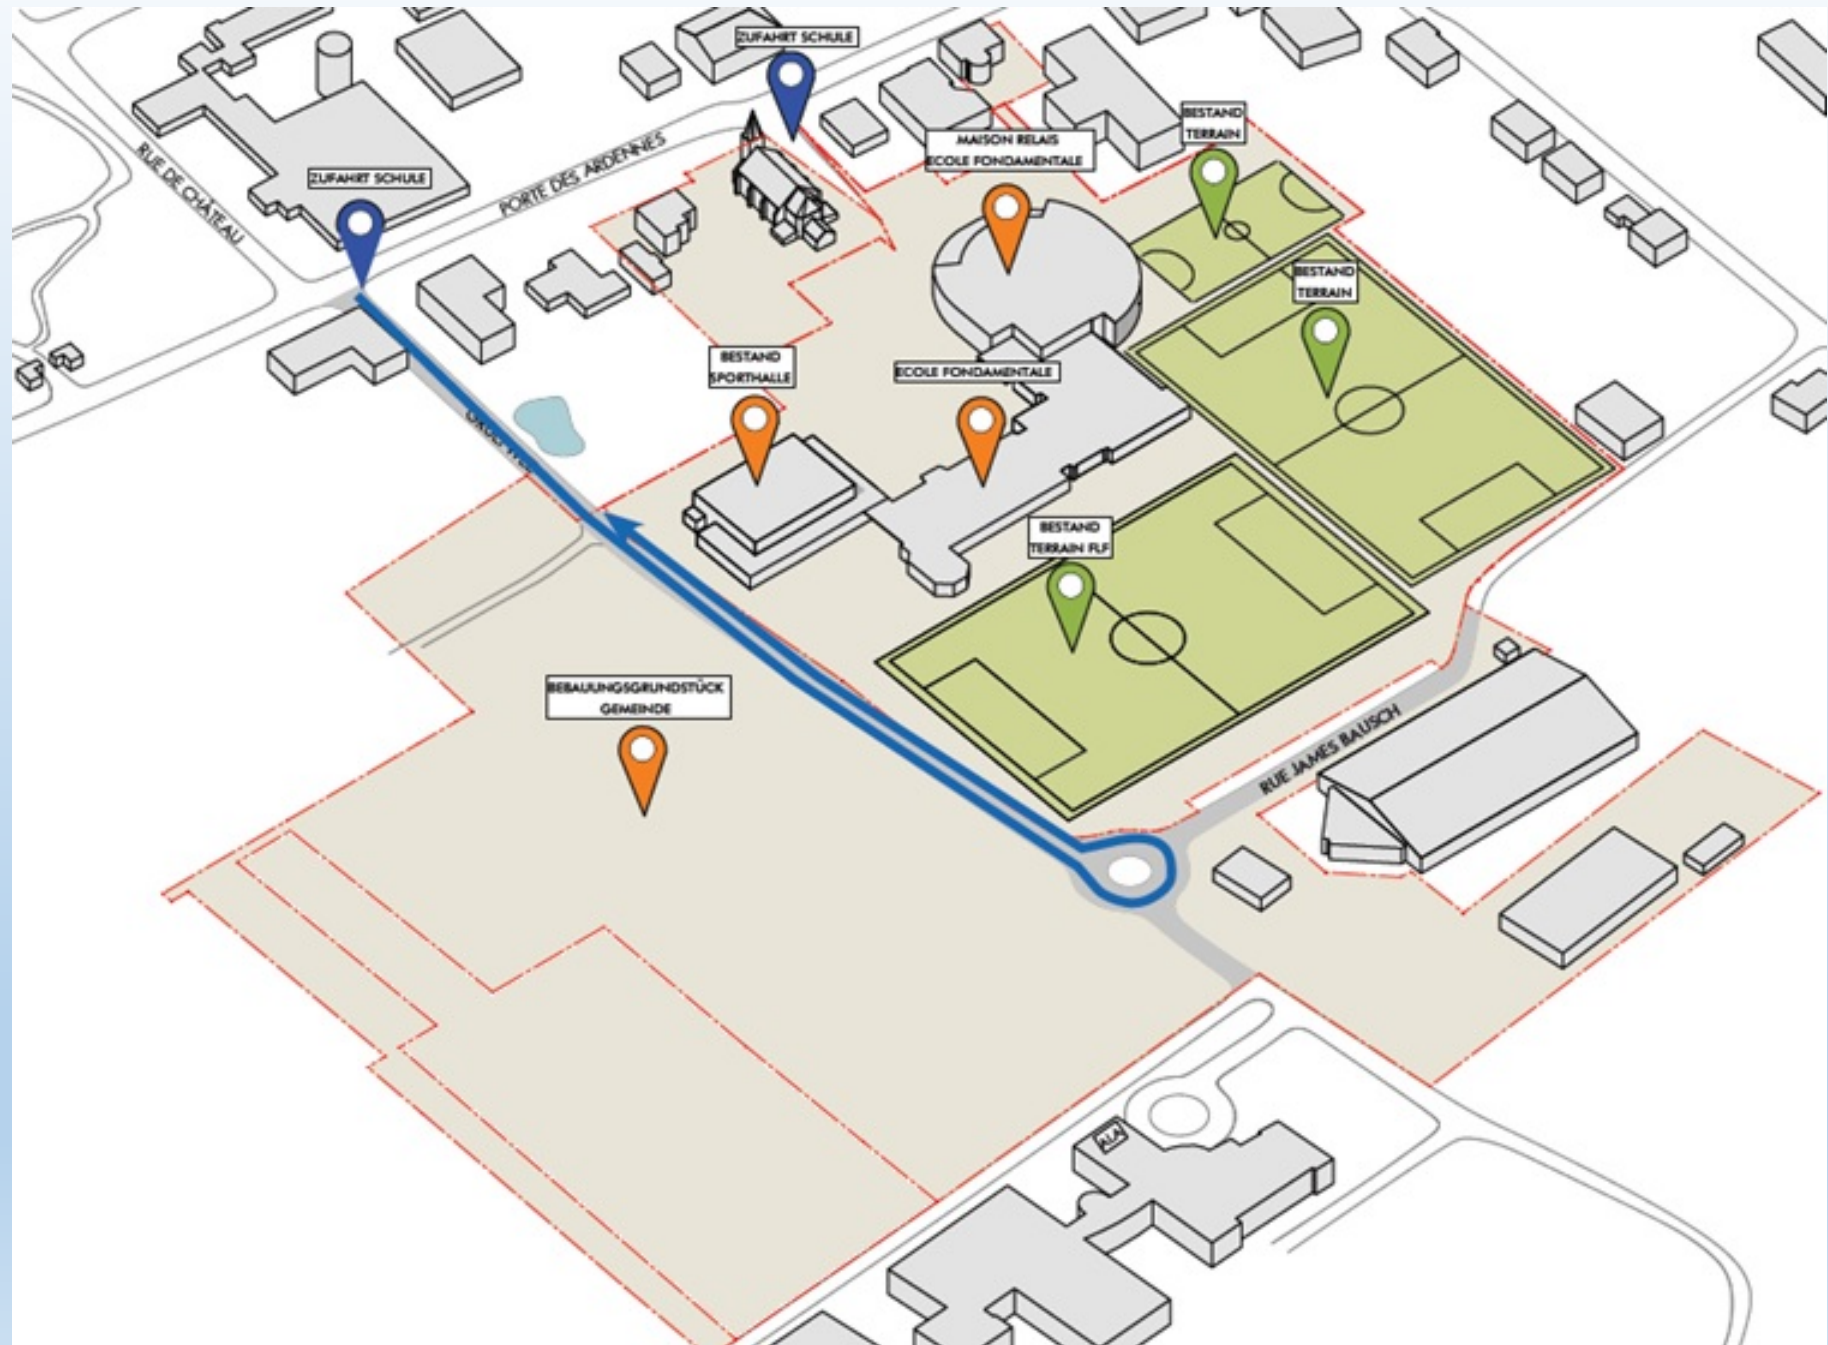 ZUFAHRT SCHULE
BESTAND
TERRAIN
MAISON RELAIS
ECOLE FONDAMENTALE
PORTE DES ARDENNES
RUE DE CHÂTEAU
ZUFAHRT SCHULE
BESTAND
TERRAIN
BESTAND
SPORTHALLE
ECOLE FONDAMENTALE
BESTAND
TERRAIN FLF
BEBAUUNGSGRUNDSTÜCK
GEMEINDE
RUE JAMES BAUSCH
ALA